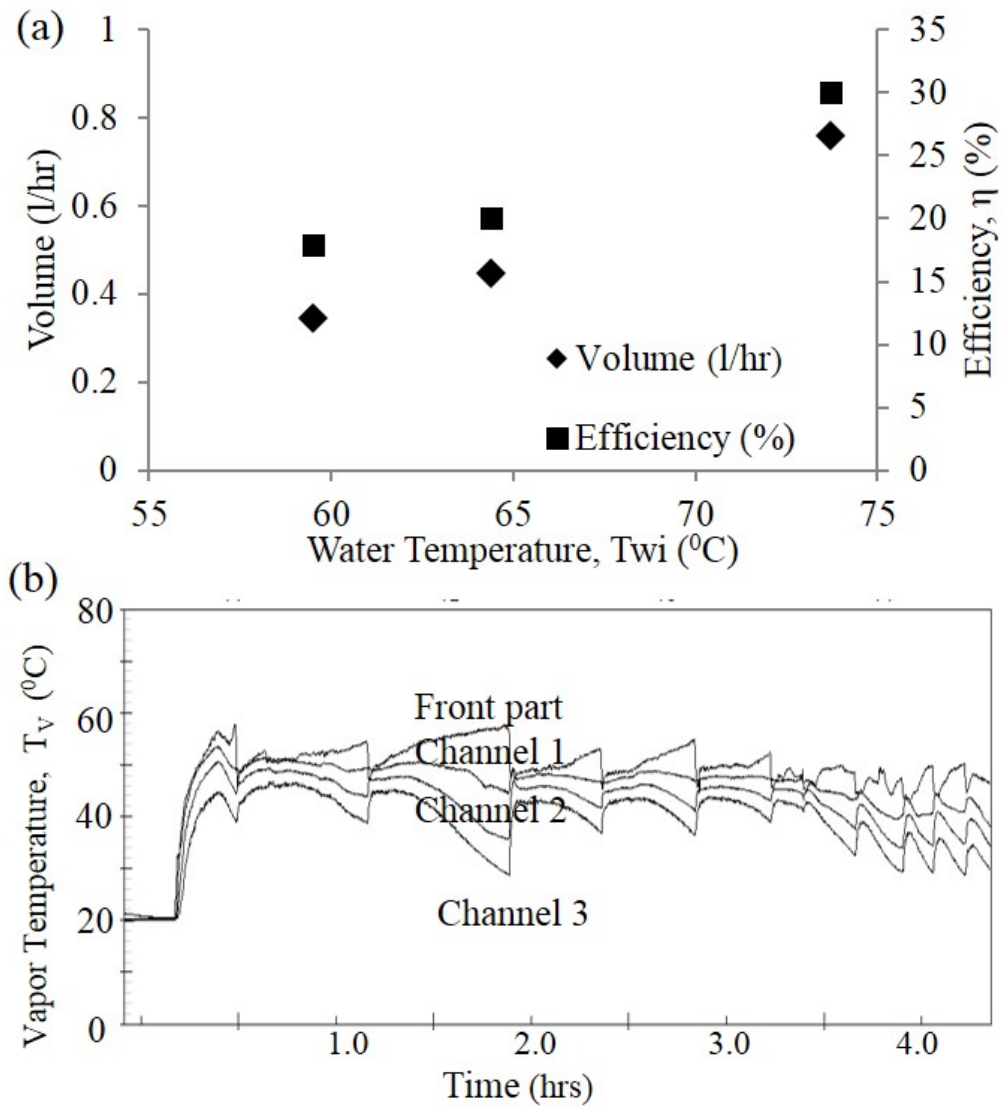 (a)
1
0.8
0.6
0.4
0.2
0
Volume (l/hr)
35
30
25
20
15
10
5
0
Efficiency, η (%)
Volume (l/hr)
Efficiency (%)
55 60 65 70 75
Water Temperature, Twi (⁰C)
(b)
80
60
40
20
0
Vapor Temperature, T_V (⁰C)
Front part
Channel 1
Channel 2
Channel 3
1.0 2.0 3.0 4.0
Time (hrs)